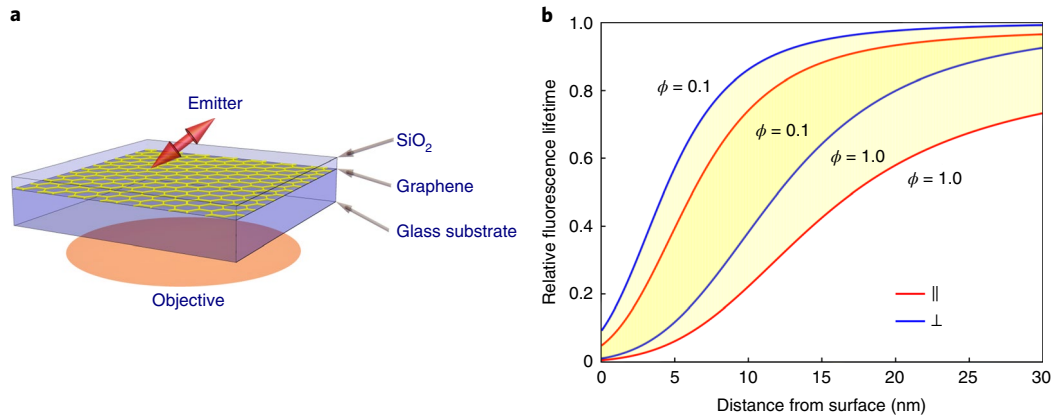 a
Emitter
SiO₂
Graphene
Glass substrate
Objective
b
Relative fluorescence lifetime
1.0
0.8
0.6
0.4
0.2
0
ϕ = 0.1
ϕ = 0.1
ϕ = 1.0
ϕ = 1.0
||
⊥
0 5 10 15 20 25 30
Distance from surface (nm)